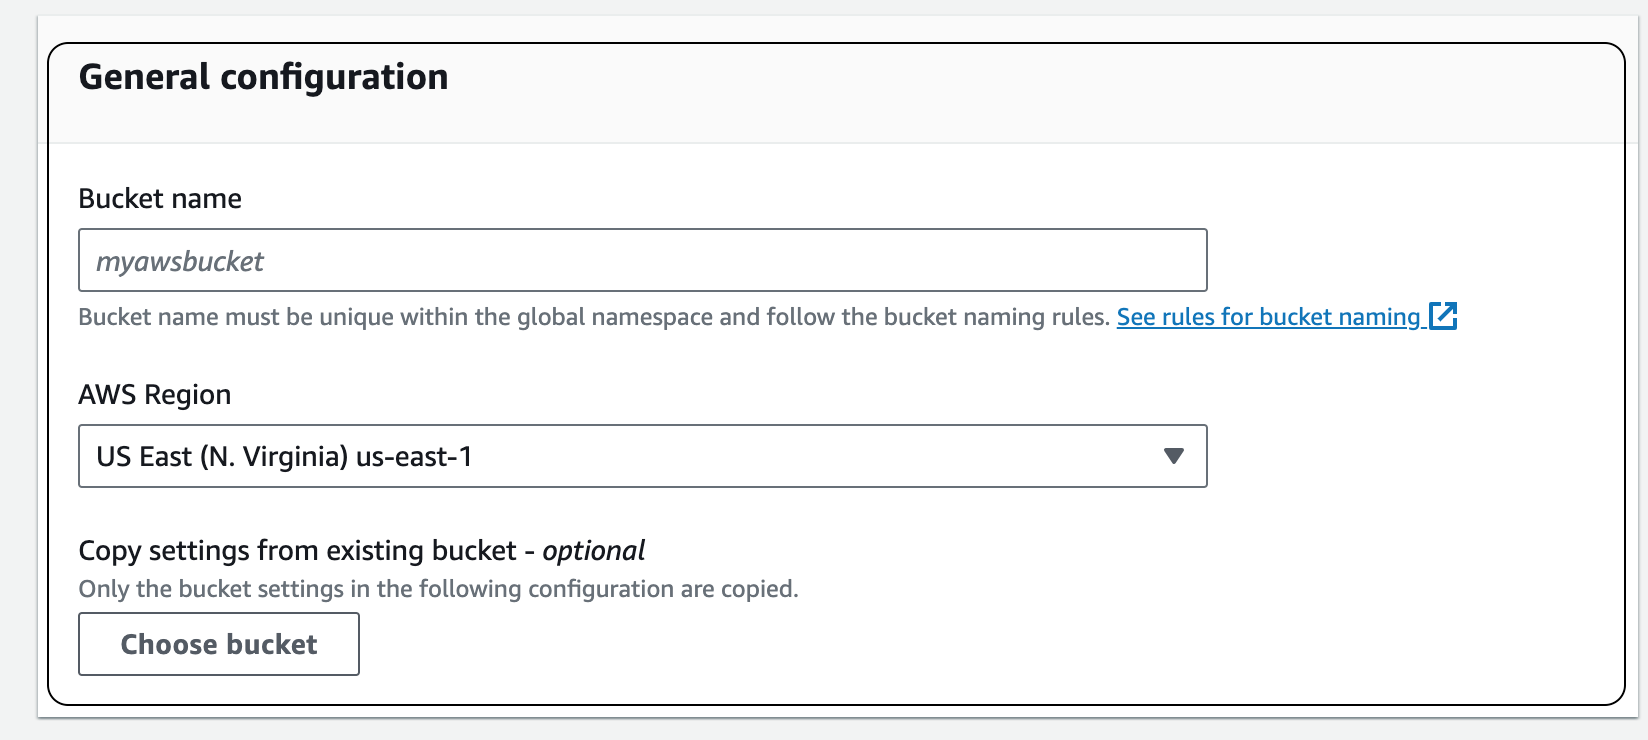 General configuration
Bucket name
myawsbucket
Bucket name must be unique within the global namespace and follow the bucket naming rules. See rules for bucket naming
AWS Region
US East (N. Virginia) us-east-1
Copy settings from existing bucket - optional
Only the bucket settings in the following configuration are copied.
Choose bucket